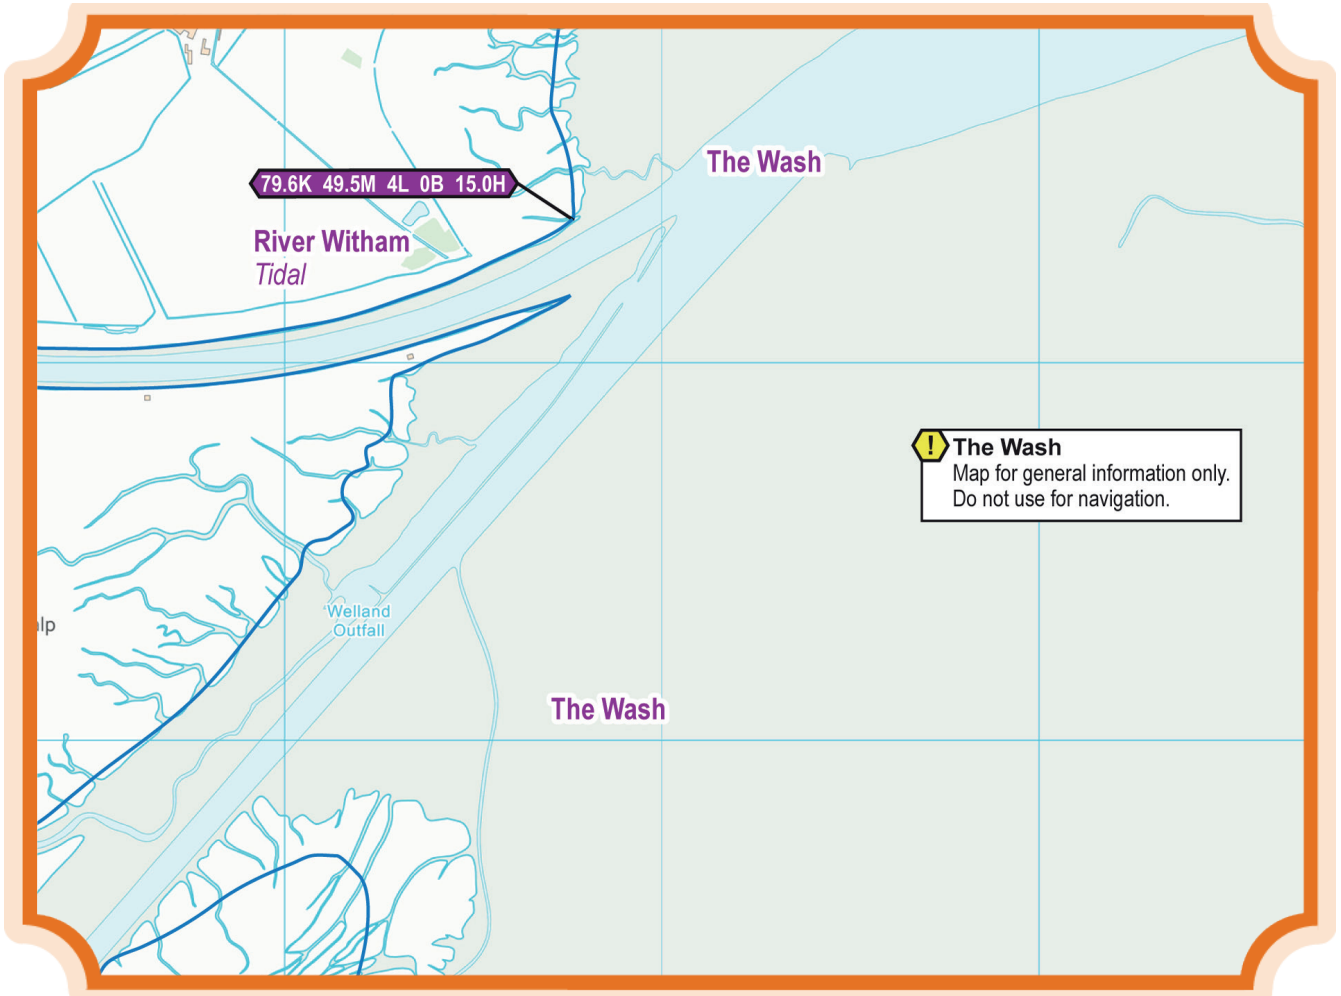 The Wash
79.6K 49.5M 4L 0B 15.0H
River Witham
Tidal
! The Wash
Map for general information only.
Do not use for navigation.
Welland
Outfall
alp
The Wash